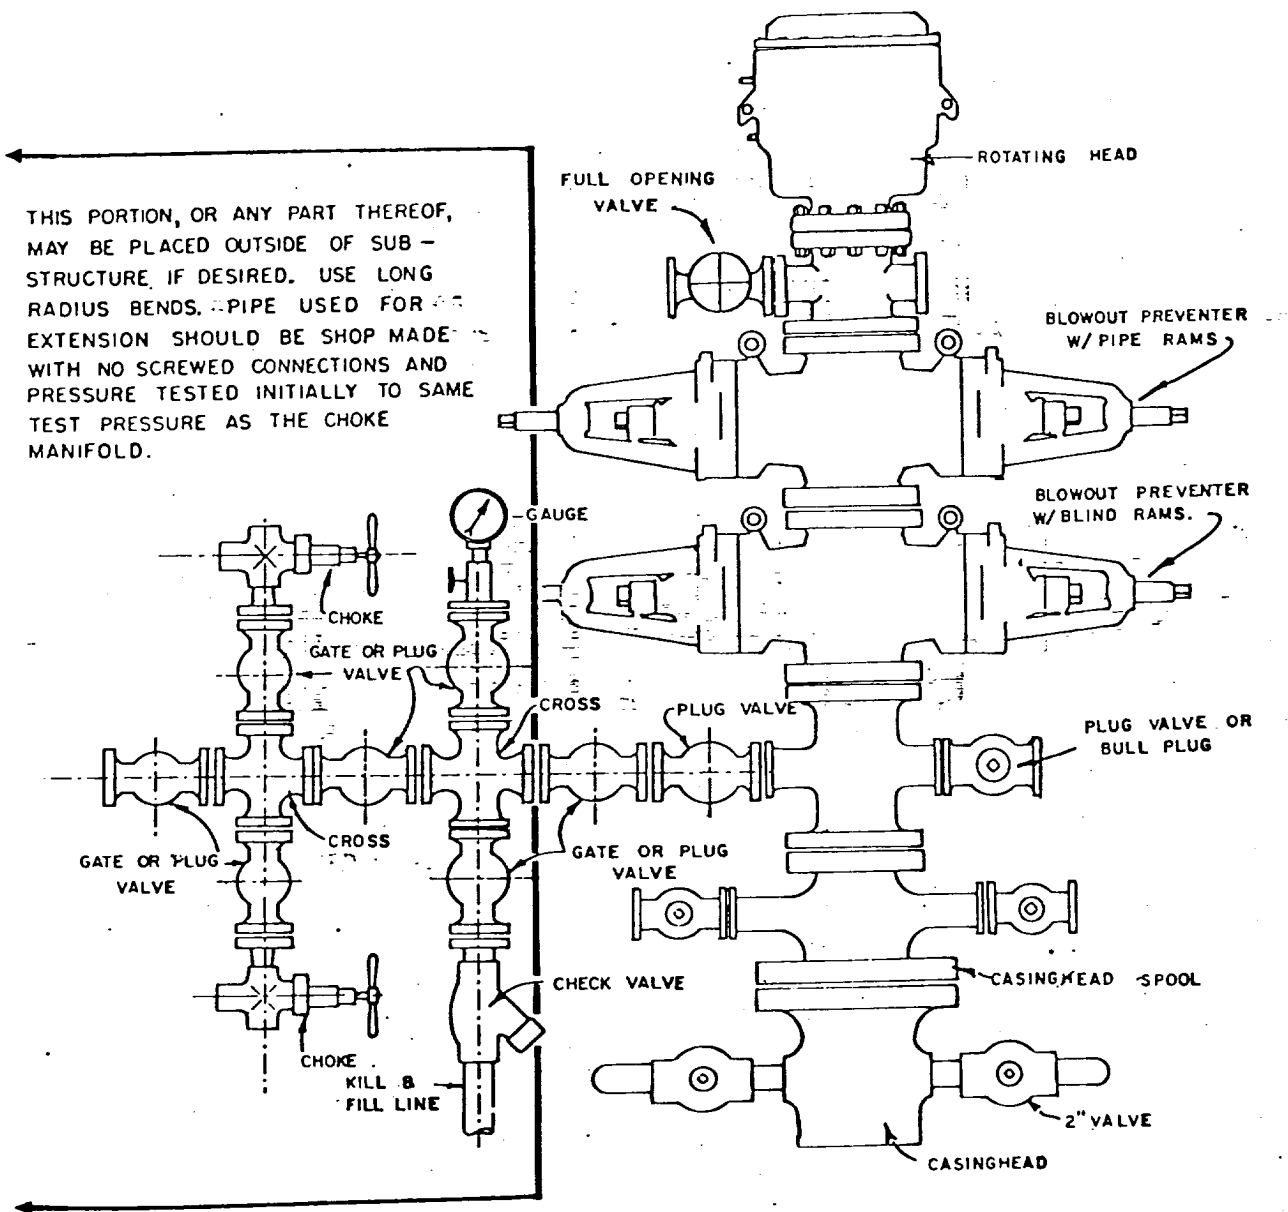 ROTATING HEAD
FULL OPENING
VALVE
THIS PORTION, OR ANY PART THEREOF,
MAY BE PLACED OUTSIDE OF SUB-
STRUCTURE IF DESIRED. USE LONG
RADIUS BENDS. PIPE USED FOR
EXTENSION SHOULD BE SHOP MADE
WITH NO SCREWED CONNECTIONS AND
PRESSURE TESTED INITIALLY TO SAME
TEST PRESSURE AS THE CHOKE
MANIFOLD.
BLOWOUT PREVENTER
W/ PIPE RAMS
BLOWOUT PREVENTER
W/ BLIND RAMS.
GAUGE
CHOKE
GATE OR PLUG
VALVE
CROSS
PLUG VALVE
PLUG VALVE OR
BULL PLUG
CROSS
GATE OR PLUG
VALVE
GATE OR PLUG
VALVE
CHECK VALVE
CASINGHEAD SPOOL
CHOKE
KILL &
FILL LINE
2" VALVE
CASINGHEAD